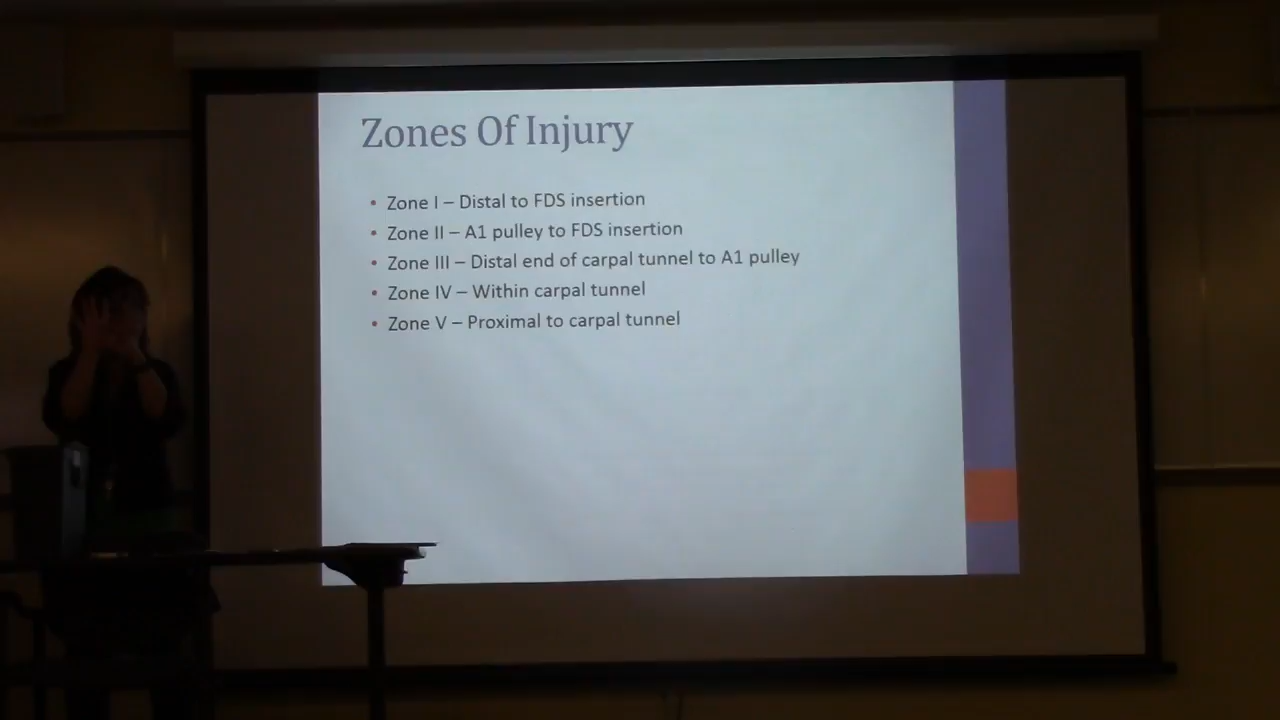 Zones Of Injury
• Zone I – Distal to FDS insertion
• Zone II – A1 pulley to FDS insertion
• Zone III – Distal end of carpal tunnel to A1 pulley
• Zone IV – Within carpal tunnel
• Zone V – Proximal to carpal tunnel